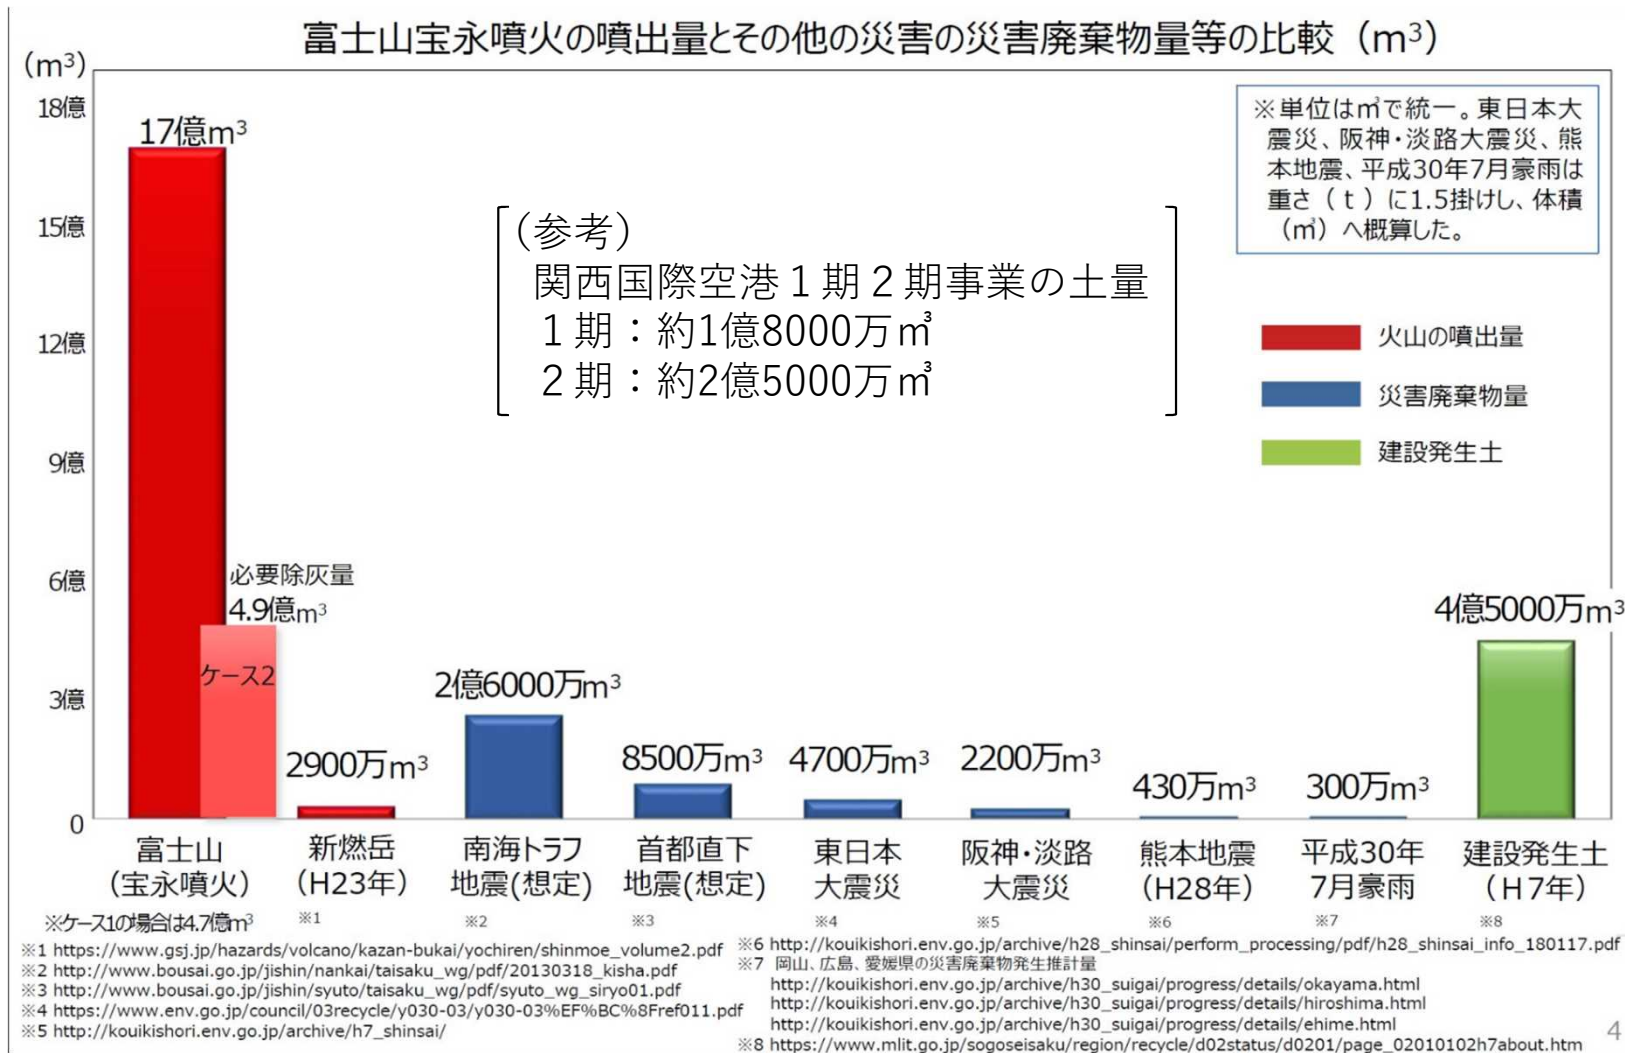 富士山宝永噴火の噴出量とその他の災害の災害廃棄物量等の比較（m³）
(m³)
18億
15億
12億
9億
6億
3億
0
17億m³
必要除灰量
4.9億m³
ケース2
2900万m³
2億6000万m³
8500万m³
4700万m³
2200万m³
430万m³
300万m³
4億5000万m³
（参考）
関西国際空港１期２期事業の土量
１期：約1億8000万㎥
２期：約2億5000万㎥
※単位は㎥で統一。東日本大
震災、阪神・淡路大震災、熊
本地震、平成30年7月豪雨は
重さ（ｔ）に1.5掛けし、体積
（㎥）へ概算した。
火山の噴出量
災害廃棄物量
建設発生土
富士山
（宝永噴火）
※ケース1の場合は4.7億m³
新燃岳
（H23年）
※1
南海トラフ
地震(想定)
※2
首都直下
地震(想定)
※3
東日本
大震災
※4
阪神・淡路
大震災
※5
熊本地震
（H28年）
※6
平成30年
7月豪雨
※7
建設発生土
（Ｈ7年）
※8
※1 https://www.gsj.jp/hazards/volcano/kazan-bukai/yochiren/shinmoe_volume2.pdf
※2 http://www.bousai.go.jp/jishin/nankai/taisaku_wg/pdf/20130318_kisha.pdf
※3 http://www.bousai.go.jp/jishin/syuto/taisaku_wg/pdf/syuto_wg_siryo01.pdf
※4 https://www.env.go.jp/council/03recycle/y030-03/y030-03%EF%BC%8Fref011.pdf
※5 http://kouikishori.env.go.jp/archive/h7_shinsai/
※6 http://kouikishori.env.go.jp/archive/h28_shinsai/perform_processing/pdf/h28_shinsai_info_180117.pdf
※7 岡山、広島、愛媛県の災害廃棄物発生推計量
http://kouikishori.env.go.jp/archive/h30_suigai/progress/details/okayama.html
http://kouikishori.env.go.jp/archive/h30_suigai/progress/details/hiroshima.html
http://kouikishori.env.go.jp/archive/h30_suigai/progress/details/ehime.html
※8 https://www.mlit.go.jp/sogoseisaku/region/recycle/d02status/d0201/page_02010102h7about.htm
4